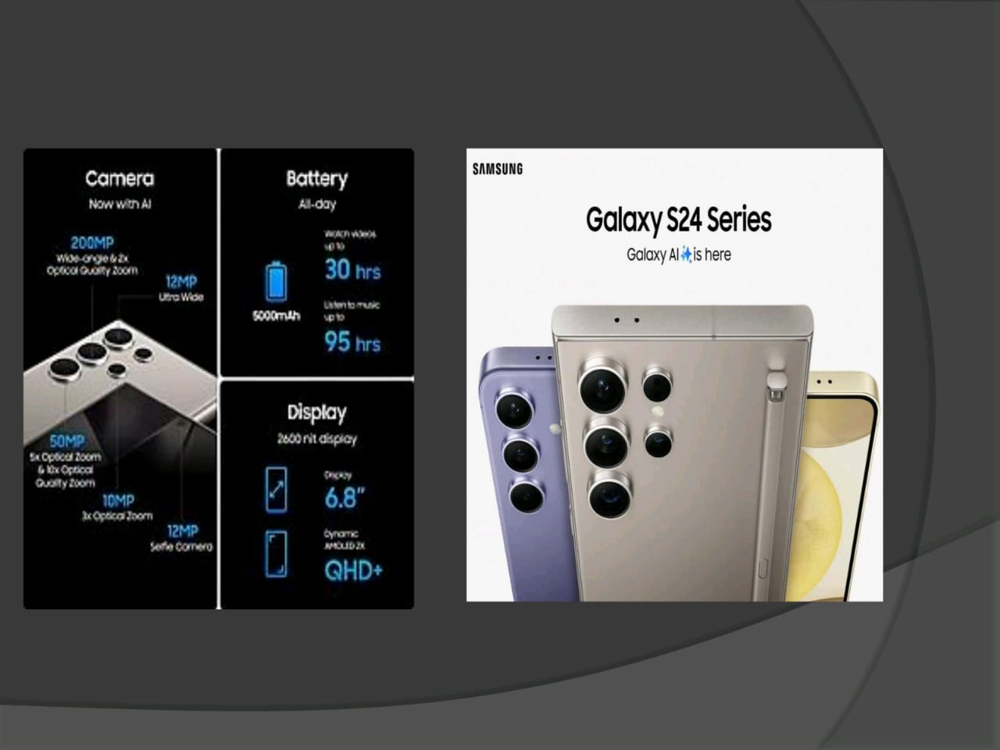 Camera
Now with AI
200MP
Wide-angle & 2x
Optical Quality Zoom
12MP
Ultra Wide
50MP
5x Optical Zoom
& 10x Optical
Quality Zoom
10MP
3x Optical Zoom
12MP
Selfie Camera
Battery
All-day
5000mAh
Watch videos
up to
30 hrs
Listen to music
up to
95 hrs
Display
2600 nit display
Display
6.8"
Dynamic
AMOLED 2X
QHD+
SAMSUNG
Galaxy S24 Series
Galaxy AI is here